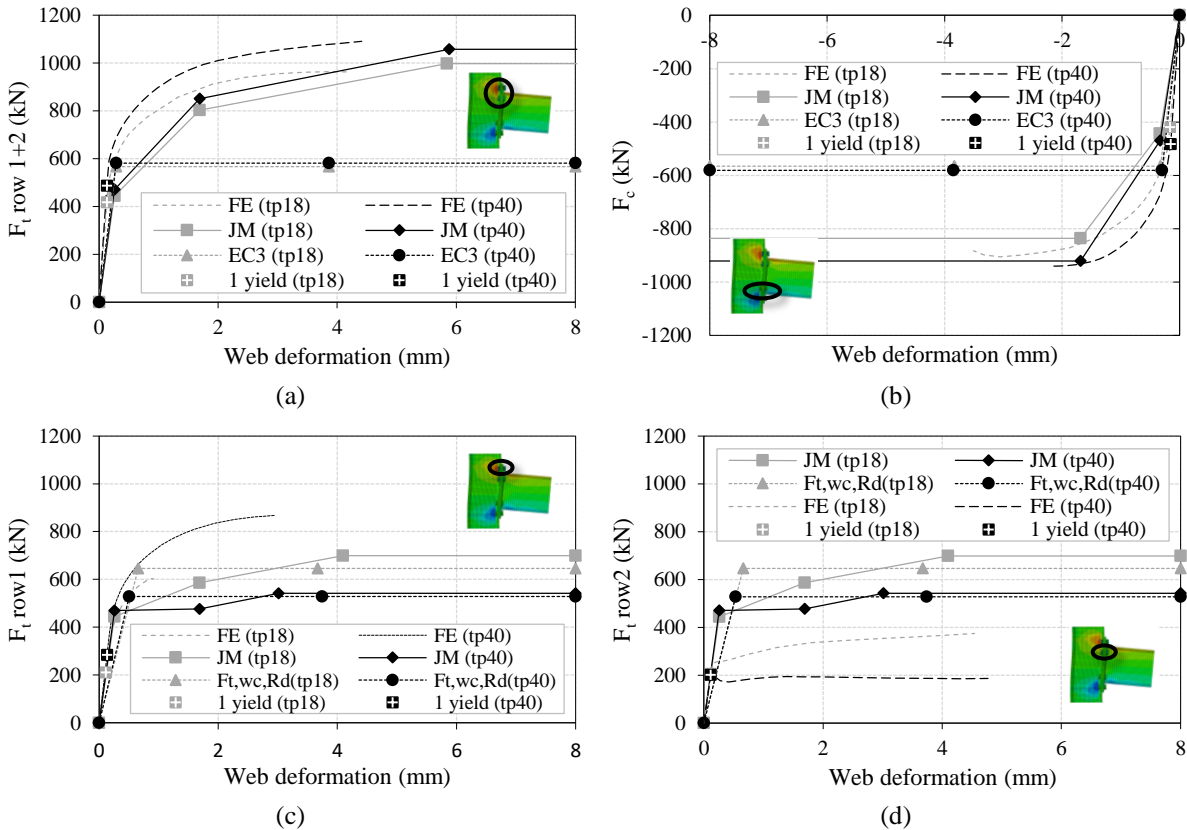 1200
1000
800
600
400
200
0
0 2 4 6 8
F_t row 1+2 (kN)
Web deformation (mm)
FE (tp18) FE (tp40)
JM (tp18) JM (tp40)
EC3 (tp18) EC3 (tp40)
1 yield (tp18) 1 yield (tp40)
(a)
0
-200
-400
-600
-800
-1000
-1200
-8 -6 -4 -2 0
F_c (kN)
Web deformation (mm)
FE (tp18) FE (tp40)
JM (tp18) JM (tp40)
EC3 (tp18) EC3 (tp40)
1 yield (tp18) 1 yield (tp40)
(b)
1200
1000
800
600
400
200
0
0 2 4 6 8
F_t row1 (kN)
Web deformation (mm)
FE (tp18) FE (tp40)
JM (tp18) JM (tp40)
Ft,wc,Rd(tp18) Ft,wc,Rd(tp40)
1 yield (tp18) 1 yield (tp40)
(c)
1200
1000
800
600
400
200
0
0 2 4 6 8
F_t row2 (kN)
Web deformation (mm)
JM (tp18) JM (tp40)
Ft,wc,Rd(tp18) Ft,wc,Rd(tp40)
FE (tp18) FE (tp40)
1 yield (tp18) 1 yield (tp40)
(d)